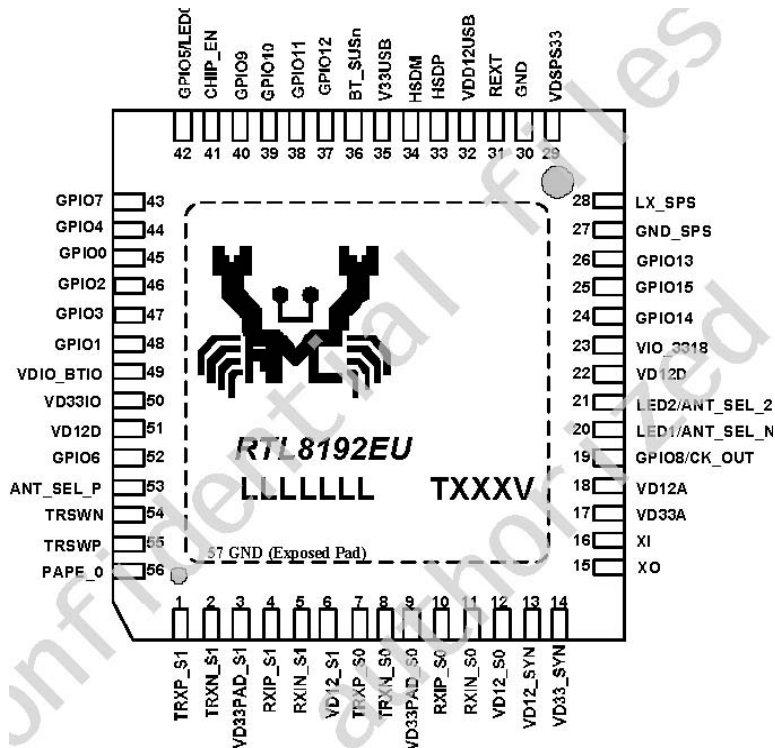 GPIO5/LED0
CHIP_EN
GPIO9
GPIO10
GPIO11
GPIO12
BT_SUSn
V33USB
HSDM
HSDP
VDD12USB
REXT
GND
VDSPS33
42 41 40 39 38 37 36 35 34 33 32 31 30 29
GPIO7 43
GPIO4 44
GPIO0 45
GPIO2 46
GPIO3 47
GPIO1 48
VDIO_BTIO 49
VD33IO 50
VD12D 51
GPIO6 52
ANT_SEL_P 53
TRSWN 54
TRSWP 55
PAPE_0 56
28 LX_SPS
27 GND_SPS
26 GPIO13
25 GPIO15
24 GPIO14
23 VIO_3318
22 VD12D
21 LED2/ANT_SEL_2
20 LED1/ANT_SEL_N
19 GPIO8/CK_OUT
18 VD12A
17 VD33A
16 XI
15 XO
RTL8192EU
LLLLLLL TXXXV
57 GND (Exposed Pad)
1 2 3 4 5 6 7 8 9 10 11 12 13 14
TRXP_S1
TRXN_S1
VD33PAD_S1
RXIP_S1
RXIN_S1
VD12_S1
TRXP_S0
TRXN_S0
VD33PAD_S0
RXIP_S0
RXIN_S0
VD12_S0
VD12_SYN
VD33_SYN
onfidential files
authorized